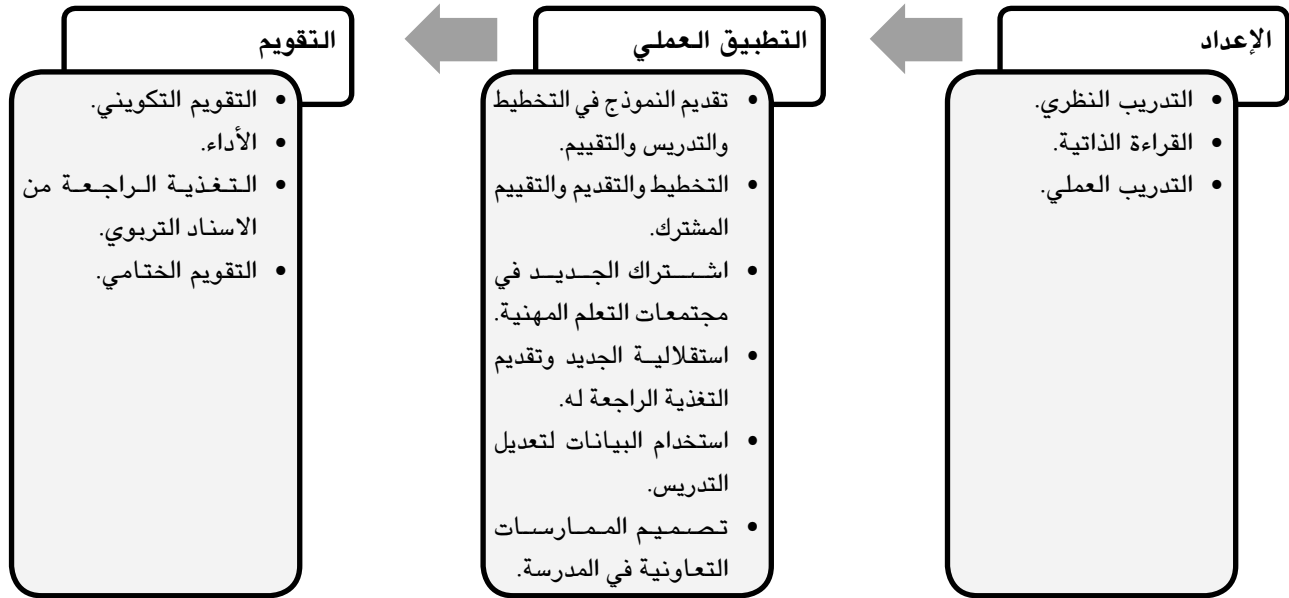 الإعداد
• التدريب النظري.
• القراءة الذاتية.
• التدريب العملي.
التطبيق العملي
• تقديم النموذج في التخطيط
والتدريس والتقييم.
• التخطيط والتقديم والتقييم
المشترك.
• اشتراك الجديد في
مجتمعات التعلم المهنية.
• استقلالية الجديد وتقديم
التغذية الراجعة له.
• استخدام البيانات لتعديل
التدريس.
• تصميم الممارسات
التعاونية في المدرسة.
التقويم
• التقويم التكويني.
• الأداء.
• التغذية الراجعة من
الاسناد التربوي.
• التقويم الختامي.